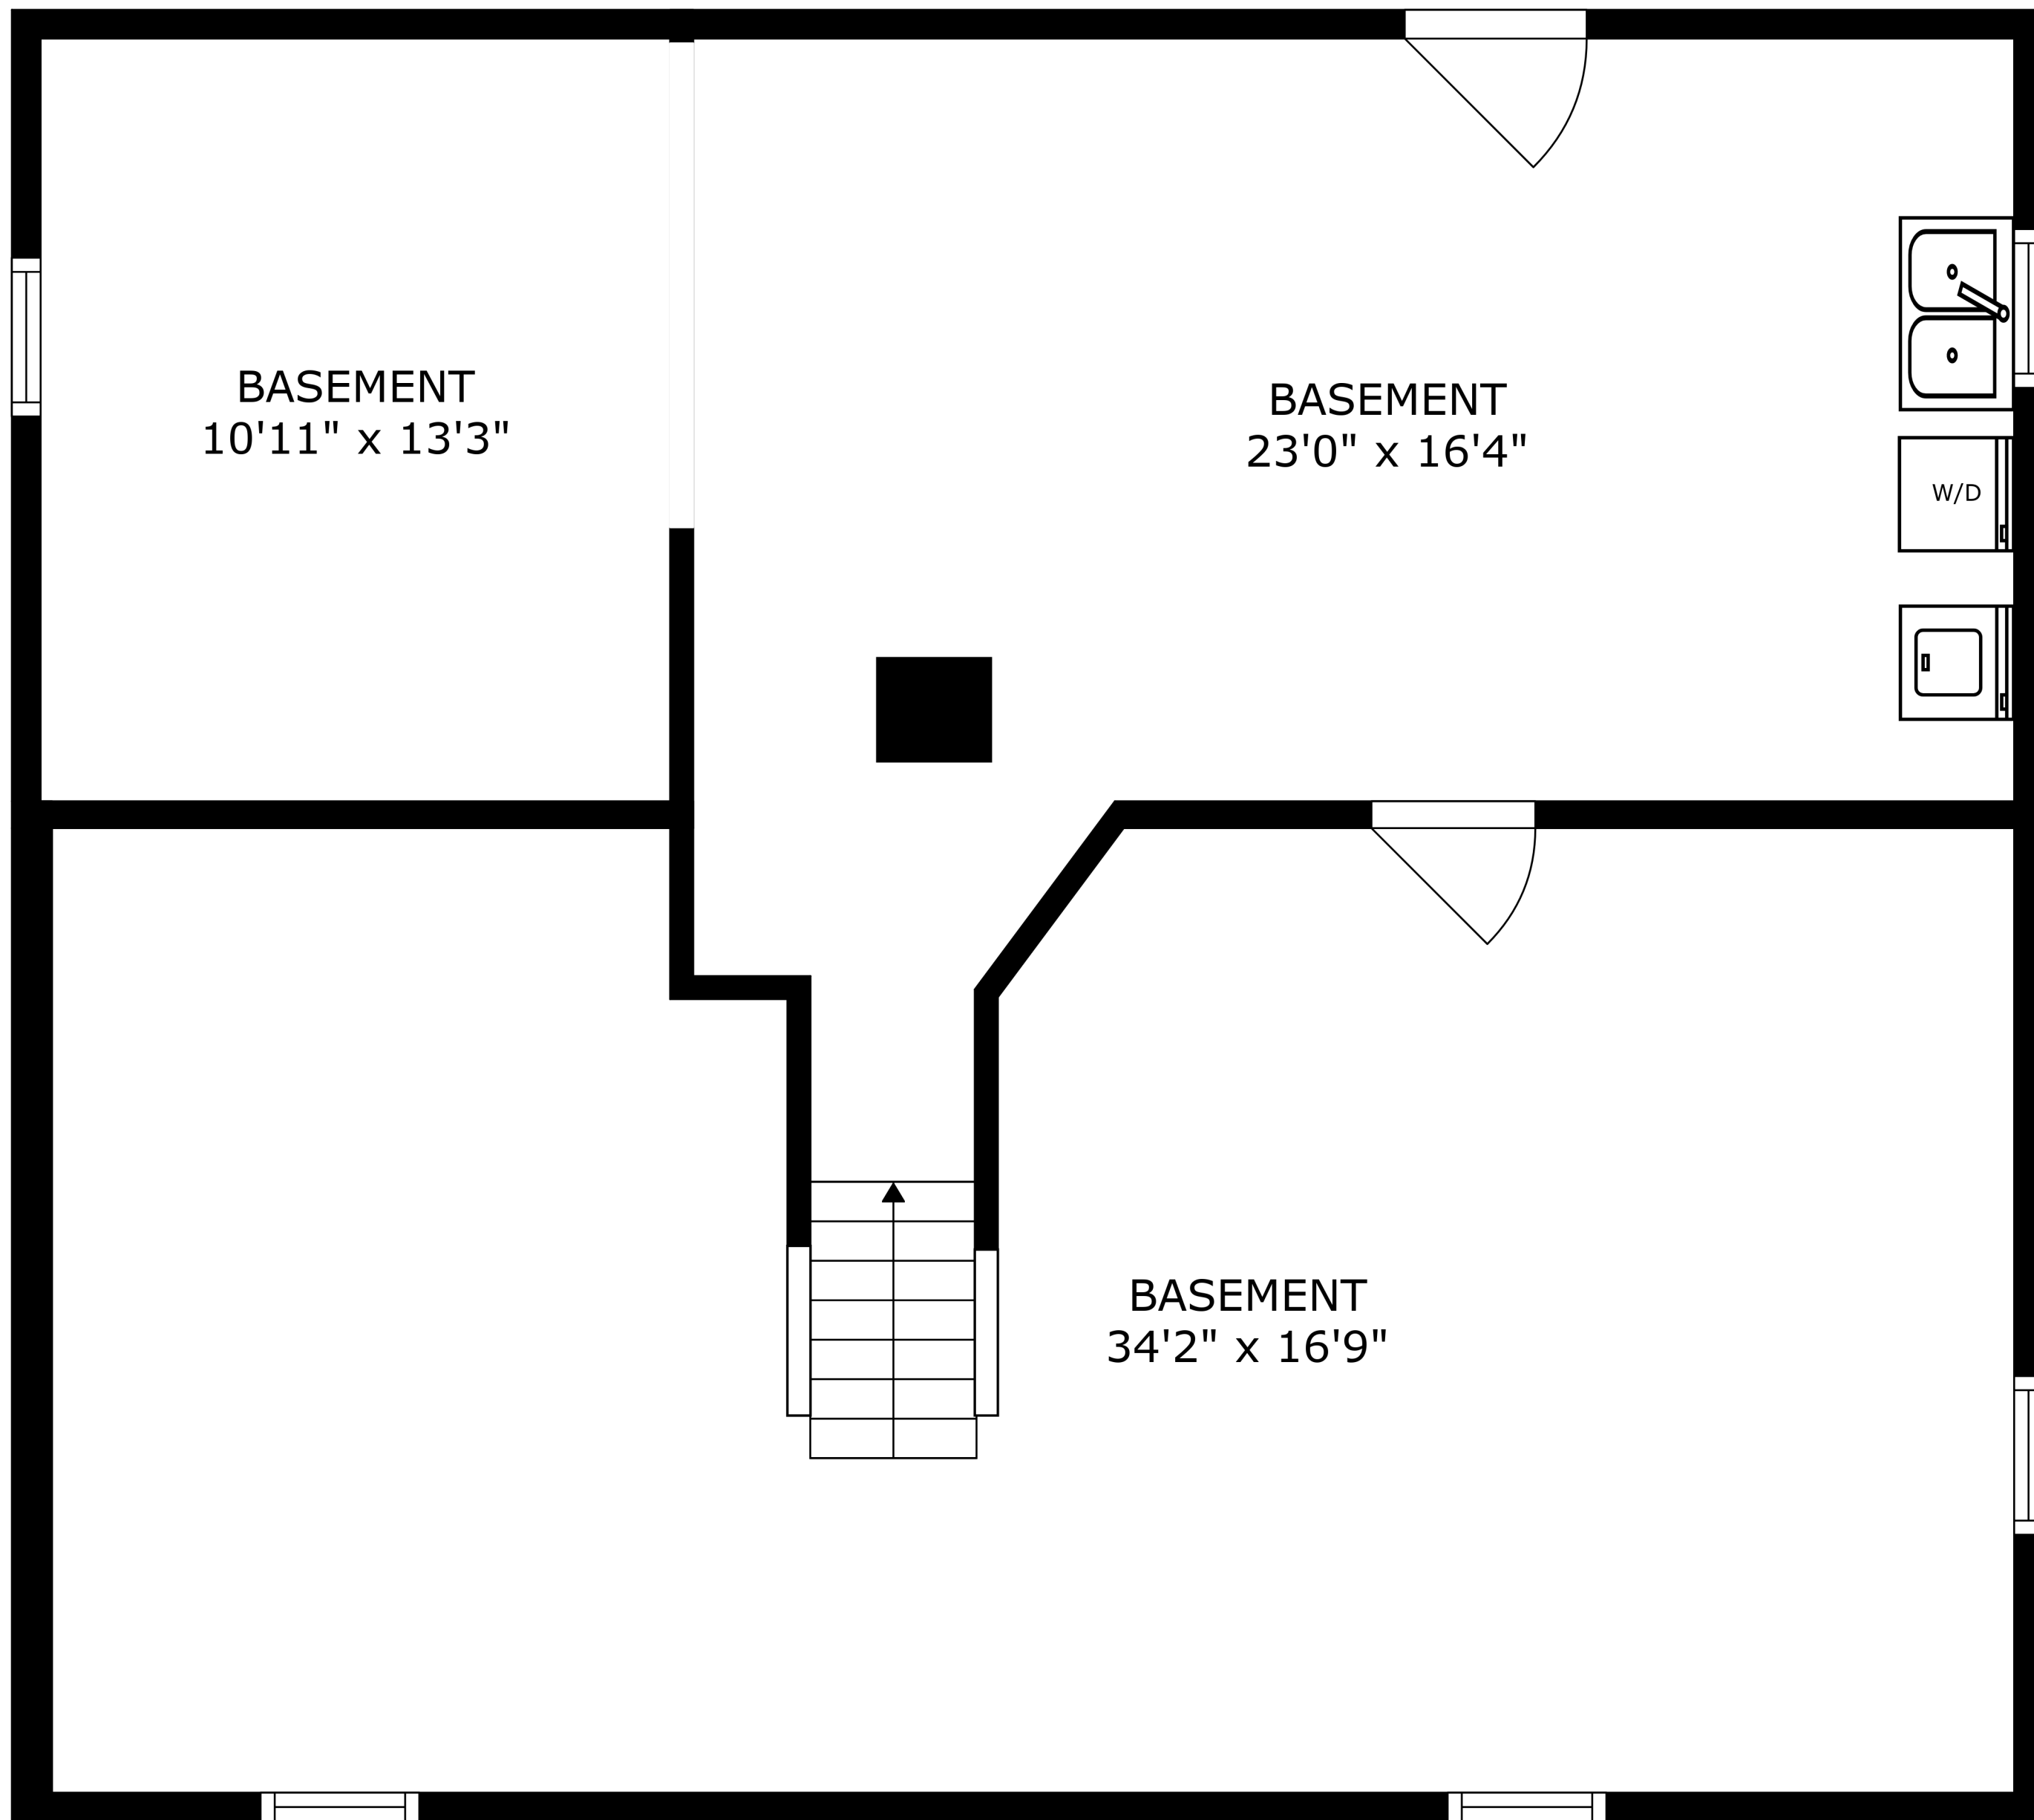 BASEMENT
10'11" x 13'3"
BASEMENT
23'0" x 16'4"
W/D
BASEMENT
34'2" x 16'9"